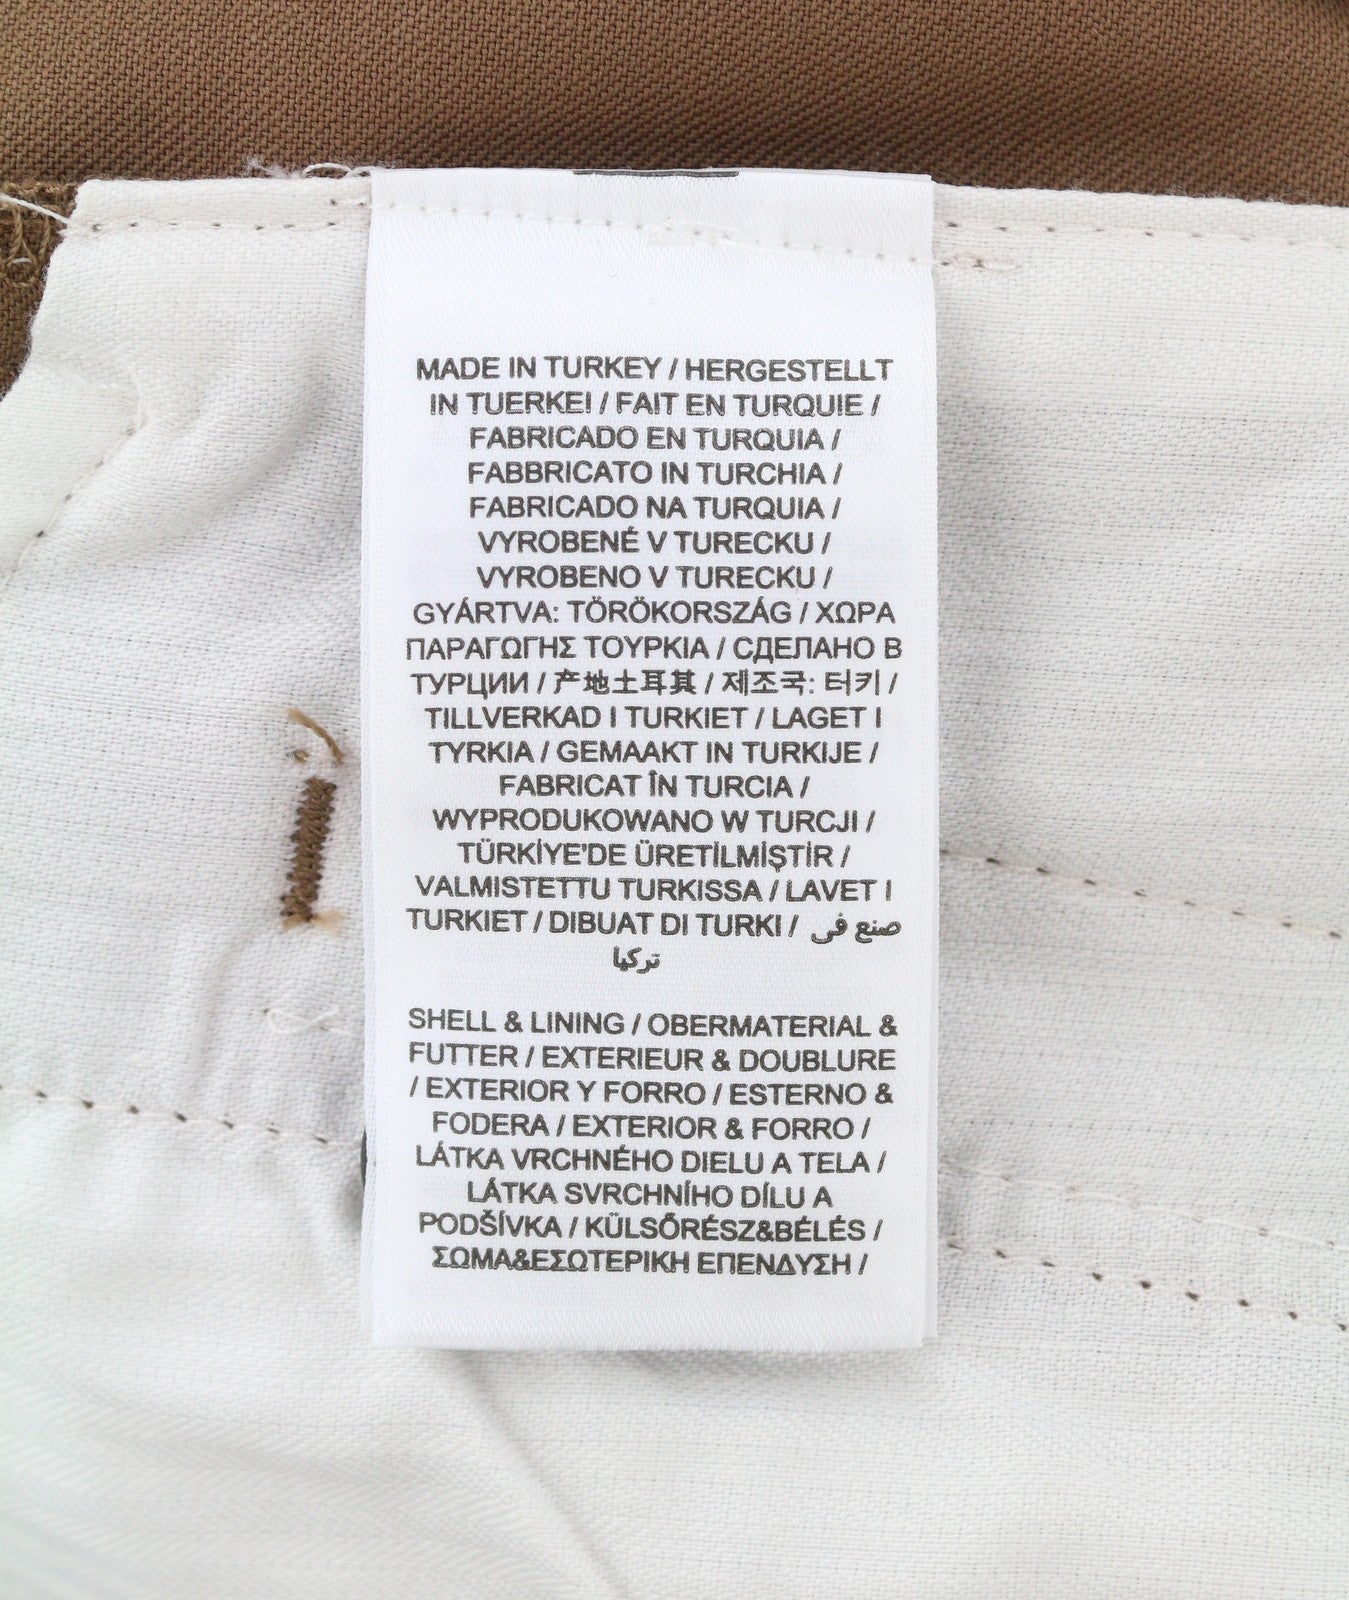 MADE IN TURKEY / HERGESTELLT
IN TUERKEI / FAIT EN TURQUIE /
FABRICADO EN TURQUIA /
FABBRICATO IN TURCHIA /
FABRICADO NA TURQUIA /
VYROBENÉ V TURECKU /
VYROBENO V TURECKU /
GYÁRTVA: TÖRÖKORSZÁG / ΧΩΡΑ
ΠΑΡΑΓΩΓΗΣ ΤΟΥΡΚΙΑ / СДЕЛАНО В
ТУРЦИИ / 产地土耳其 / 제조국: 터키 /
TILLVERKAD I TURKIET / LAGET I
TYRKIA / GEMAAKT IN TURKIJE /
FABRICAT ÎN TURCIA /
WYPRODUKOWANO W TURCJI /
TÜRKİYE'DE ÜRETİLMİŞTİR /
VALMISTETTU TURKISSA / LAVET I
TURKIET / DIBUAT DI TURKI / صنع في
تركيا
SHELL & LINING / OBERMATERIAL &
FUTTER / EXTERIEUR & DOUBLURE
/ EXTERIOR Y FORRO / ESTERNO &
FODERA / EXTERIOR & FORRO /
LÁTKA VRCHNÉHO DIELU A TELA /
LÁTKA SVRCHNÍHO DÍLU A
PODŠÍVKA / KÜLSŐRÉSZ&BÉLÉS /
ΣΩΜΑ&ΕΣΩΤΕΡΙΚΗ ΕΠΕΝΔΥΣΗ /